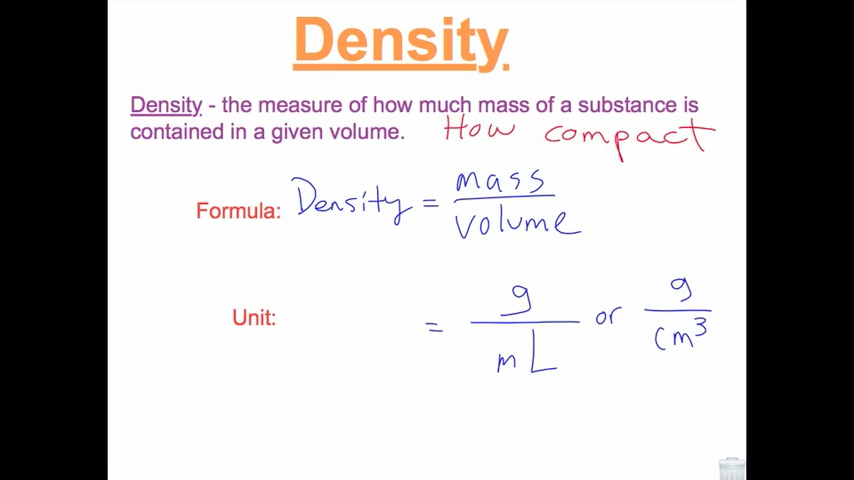 Density
Density - the measure of how much mass of a substance is
contained in a given volume. How compact
Formula: Density = mass
volume
Unit: = g or g
mL cm³